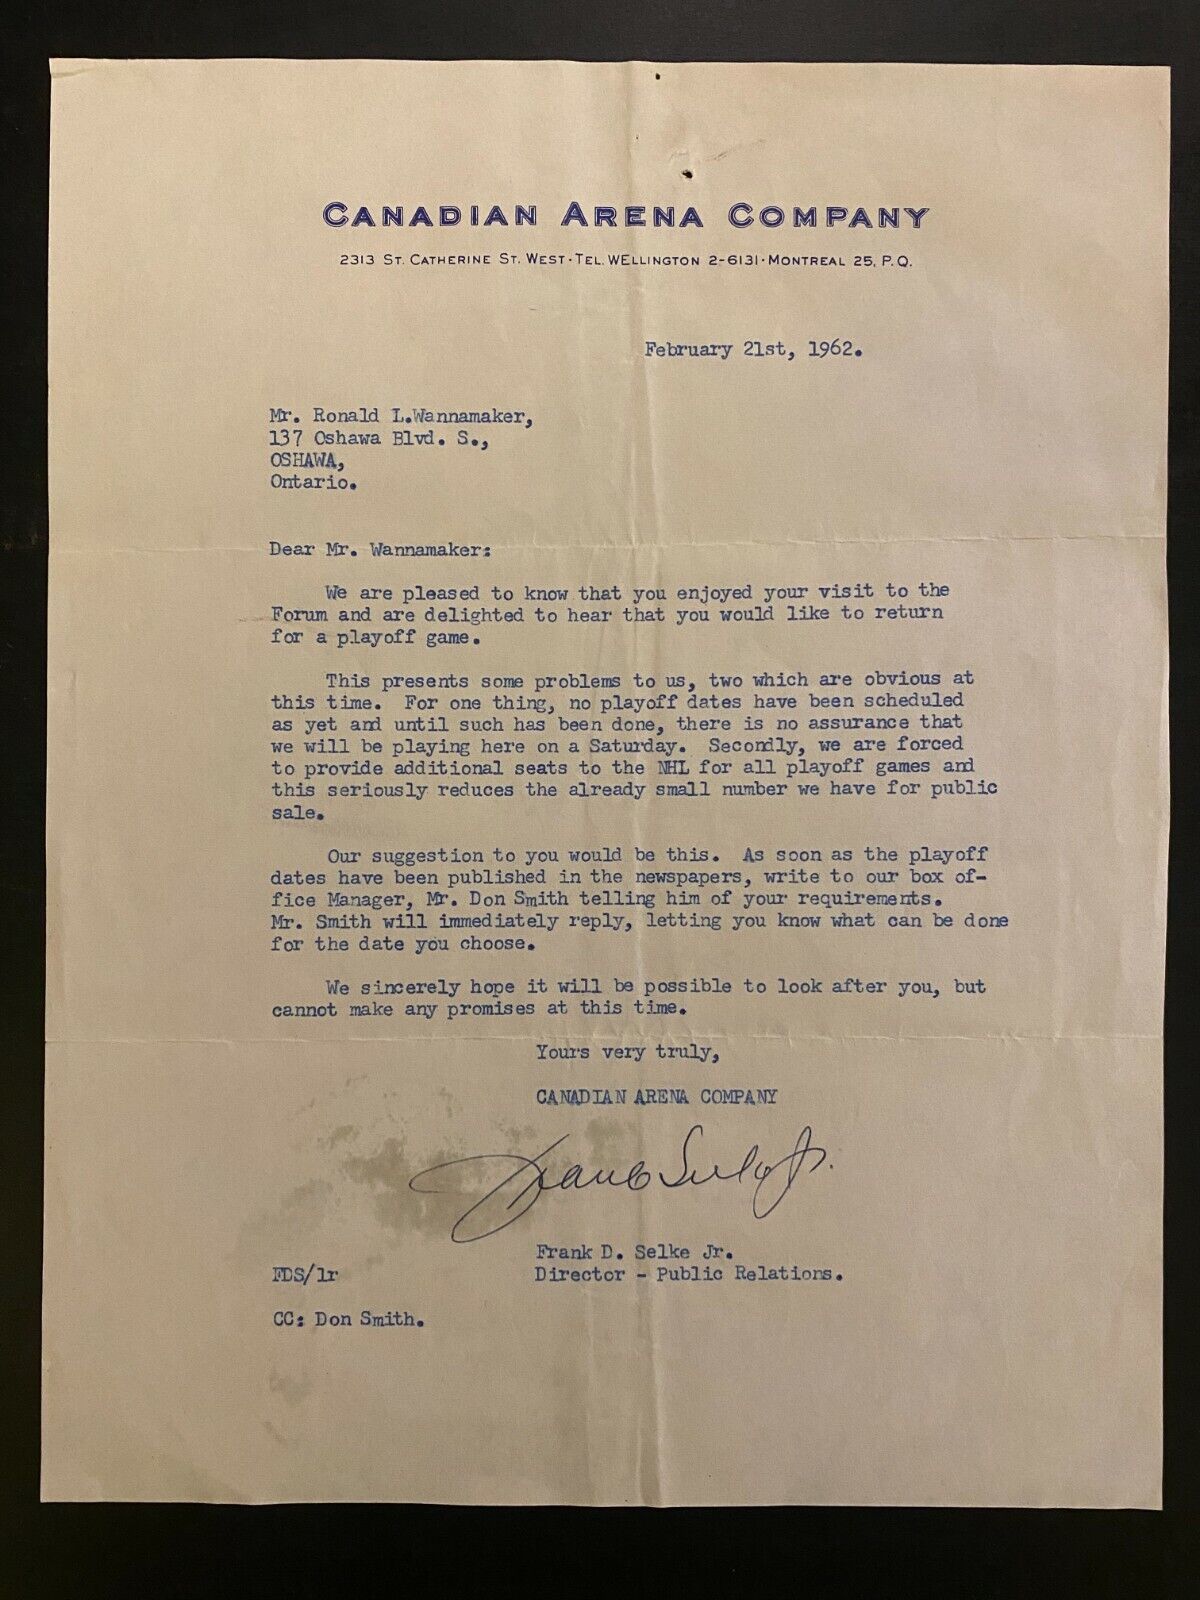 CANADIAN ARENA COMPANY
2313 ST. CATHERINE ST. WEST · TEL. WELLINGTON 2-6131 · MONTREAL 25, P.Q.
February 21st, 1962.
Mr. Ronald L.Wannamaker,
137 Oshawa Blvd. S.,
OSHAWA,
Ontario.
Dear Mr. Wannamaker:
We are pleased to know that you enjoyed your visit to the
Forum and are delighted to hear that you would like to return
for a playoff game.
This presents some problems to us, two which are obvious at
this time. For one thing, no playoff dates have been scheduled
as yet and until such has been done, there is no assurance that
we will be playing here on a Saturday. Secondly, we are forced
to provide additional seats to the NHL for all playoff games and
this seriously reduces the already small number we have for public
sale.
Our suggestion to you would be this. As soon as the playoff
dates have been published in the newspapers, write to our box of-
fice Manager, Mr. Don Smith telling him of your requirements.
Mr. Smith will immediately reply, letting you know what can be done
for the date you choose.
We sincerely hope it will be possible to look after you, but
cannot make any promises at this time.
Yours very truly,
CANADIAN ARENA COMPANY
Frank Selke Jr.
Frank D. Selke Jr.
FDS/lr Director - Public Relations.
CC: Don Smith.